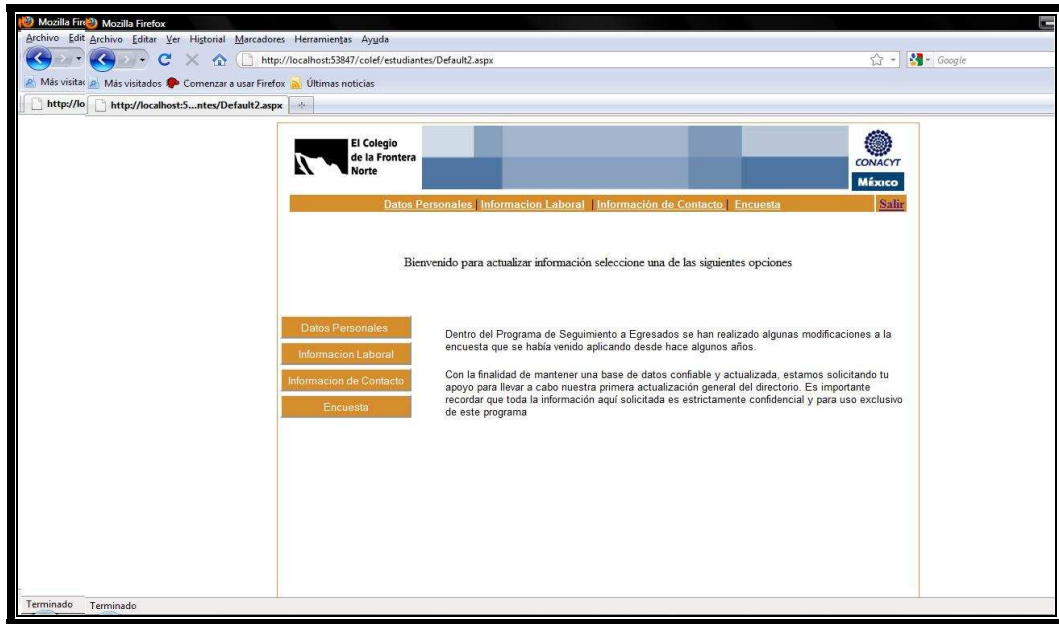 Mozilla Fire Mozilla Firefox
Archivo Edit Archivo Editar Ver Historial Marcadores Herramientas Ayuda
http://localhost:53847/colef/estudiantes/Default2.aspx
Google
Más visitad Más visitados Comenzar a usar Firefox Últimas noticias
http://lo http://localhost:5...ntes/Default2.aspx
El Colegio
de la Frontera
Norte
CONACYT
México
Datos Personales | Informacion Laboral | Información de Contacto | Encuesta Salir
Bienvenido para actualizar información seleccione una de las siguientes opciones
Datos Personales
Informacion Laboral
Informacion de Contacto
Encuesta
Dentro del Programa de Seguimiento a Egresados se han realizado algunas modificaciones a la
encuesta que se había venido aplicando desde hace algunos años.
Con la finalidad de mantener una base de datos confiable y actualizada, estamos solicitando tu
apoyo para llevar a cabo nuestra primera actualización general del directorio. Es importante
recordar que toda la información aquí solicitada es estrictamente confidencial y para uso exclusivo
de este programa
Terminado Terminado